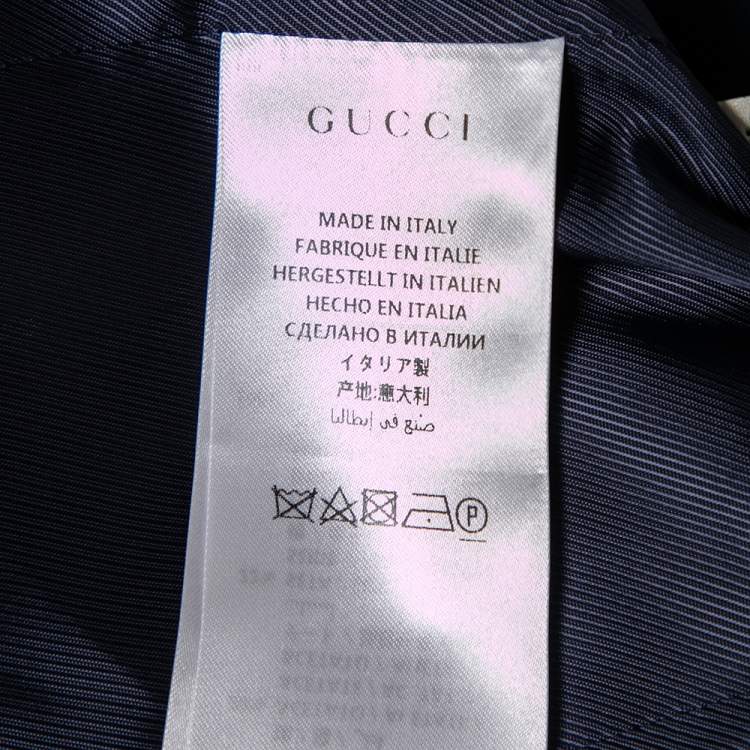 GUCCI
MADE IN ITALY
FABRIQUE EN ITALIE
HERGESTELLT IN ITALIEN
HECHO EN ITALIA
СДЕЛАНО В ИТАЛИИ
イタリア製
产地:意大利
صنع في إيطاليا
P